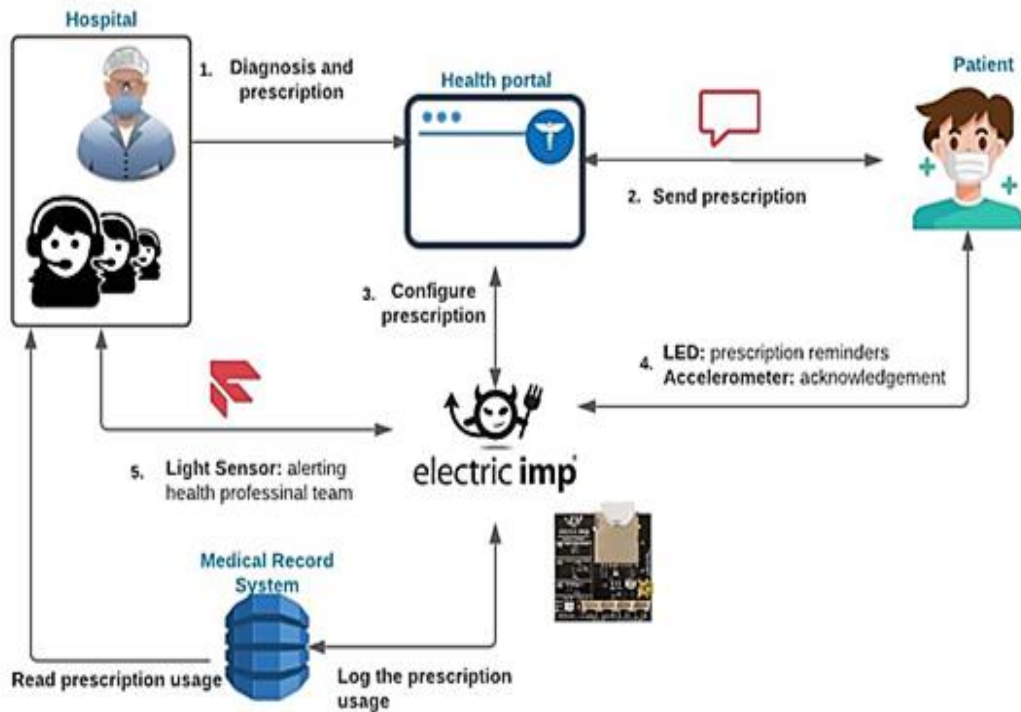 Hospital
1. Diagnosis and
prescription
Health portal
Patient
2. Send prescription
3. Configure
prescription
4. LED: prescription reminders
Accelerometer: acknowledgement
electric imp
5. Light Sensor: alerting
health professinal team
Medical Record
System
Read prescription usage
Log the prescription
usage